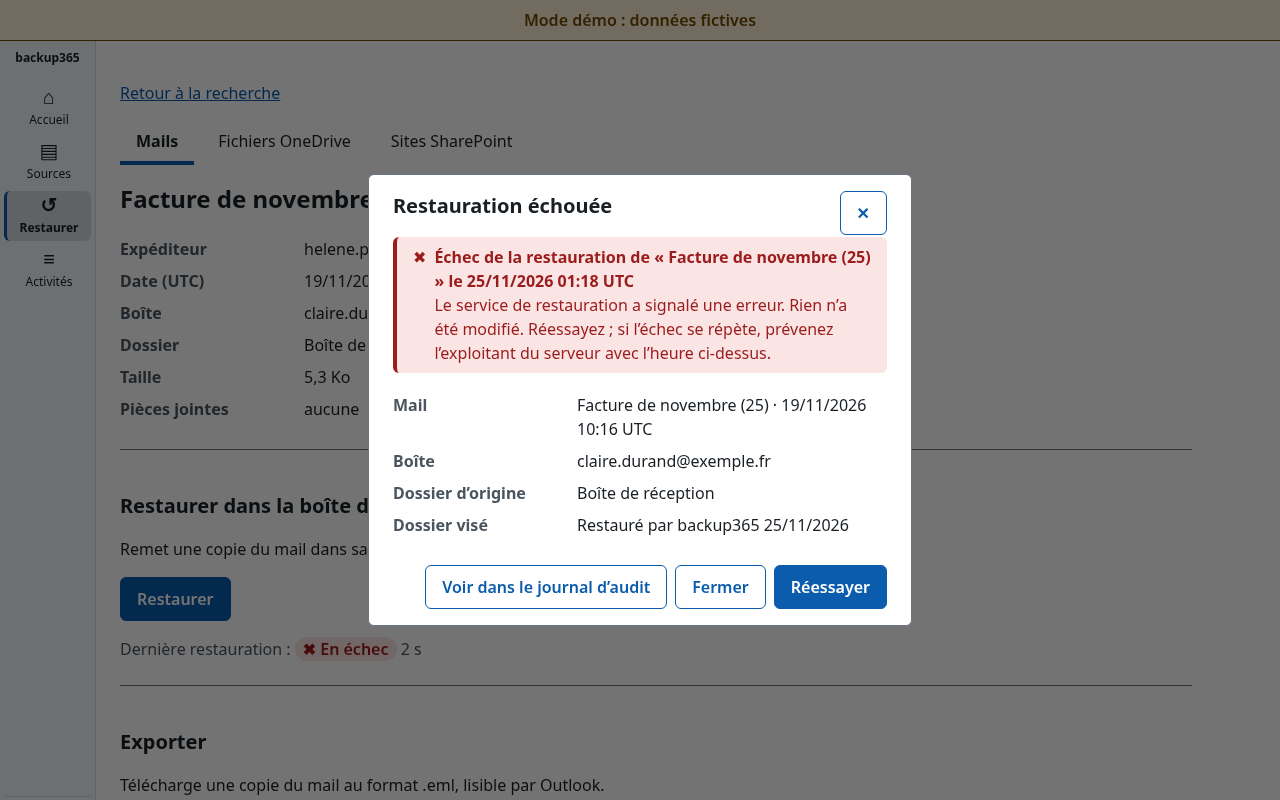 Mode démo : données fictives
backup365
Accueil
Sources
Restaurer
Activités
Retour à la recherche
Mails
Fichiers OneDrive
Sites SharePoint
Facture de novembre
Expéditeur
helene.p
Date (UTC)
19/11/20
Boîte
claire.du
Dossier
Boîte de
Taille
5,3 Ko
Pièces jointes
aucune
Restaurer dans la boîte d
Remet une copie du mail dans sa
Restaurer
Dernière restauration : ✖ En échec 2 s
Exporter
Télécharge une copie du mail au format .eml, lisible par Outlook.
Restauration échouée
×
✖ Échec de la restauration de « Facture de novembre (25)
» le 25/11/2026 01:18 UTC
Le service de restauration a signalé une erreur. Rien n’a
été modifié. Réessayez ; si l’échec se répète, prévenez
l’exploitant du serveur avec l’heure ci-dessus.
Mail
Facture de novembre (25) · 19/11/2026
10:16 UTC
Boîte
claire.durand@exemple.fr
Dossier d’origine
Boîte de réception
Dossier visé
Restauré par backup365 25/11/2026
Voir dans le journal d’audit
Fermer
Réessayer